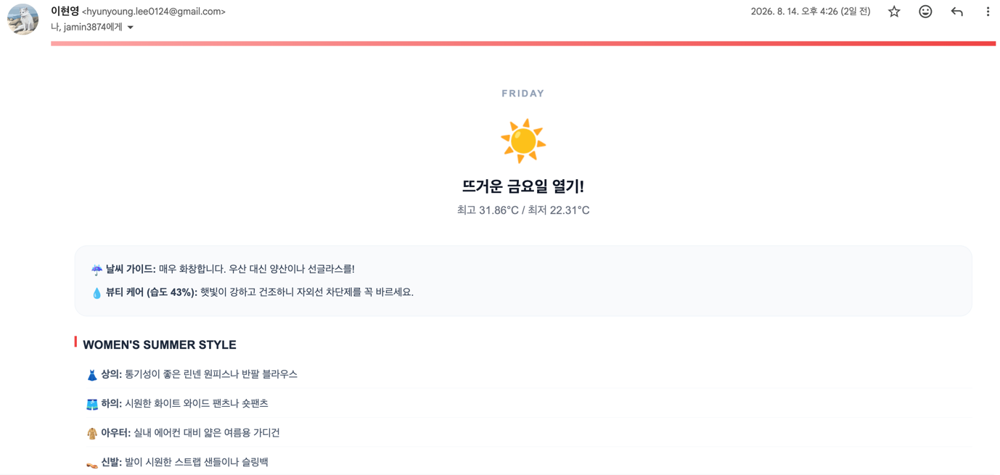 이현영 <hyunyoung.lee0124@gmail.com>
2026. 8. 14. 오후 4:26 (2일 전)
나, jamin3874에게
FRIDAY
뜨거운 금요일 열기!
최고 31.86°C / 최저 22.31°C
☔ 날씨 가이드: 매우 화창합니다. 우산 대신 양산이나 선글라스를!
💧 뷰티 케어 (습도 43%): 햇빛이 강하고 건조하니 자외선 차단제를 꼭 바르세요.
WOMEN'S SUMMER STYLE
👗 상의: 통기성이 좋은 린넨 원피스나 반팔 블라우스
🩳 하의: 시원한 화이트 와이드 팬츠나 숏팬츠
🧥 아우터: 실내 에어컨 대비 얇은 여름용 가디건
👡 신발: 발이 시원한 스트랩 샌들이나 슬링백